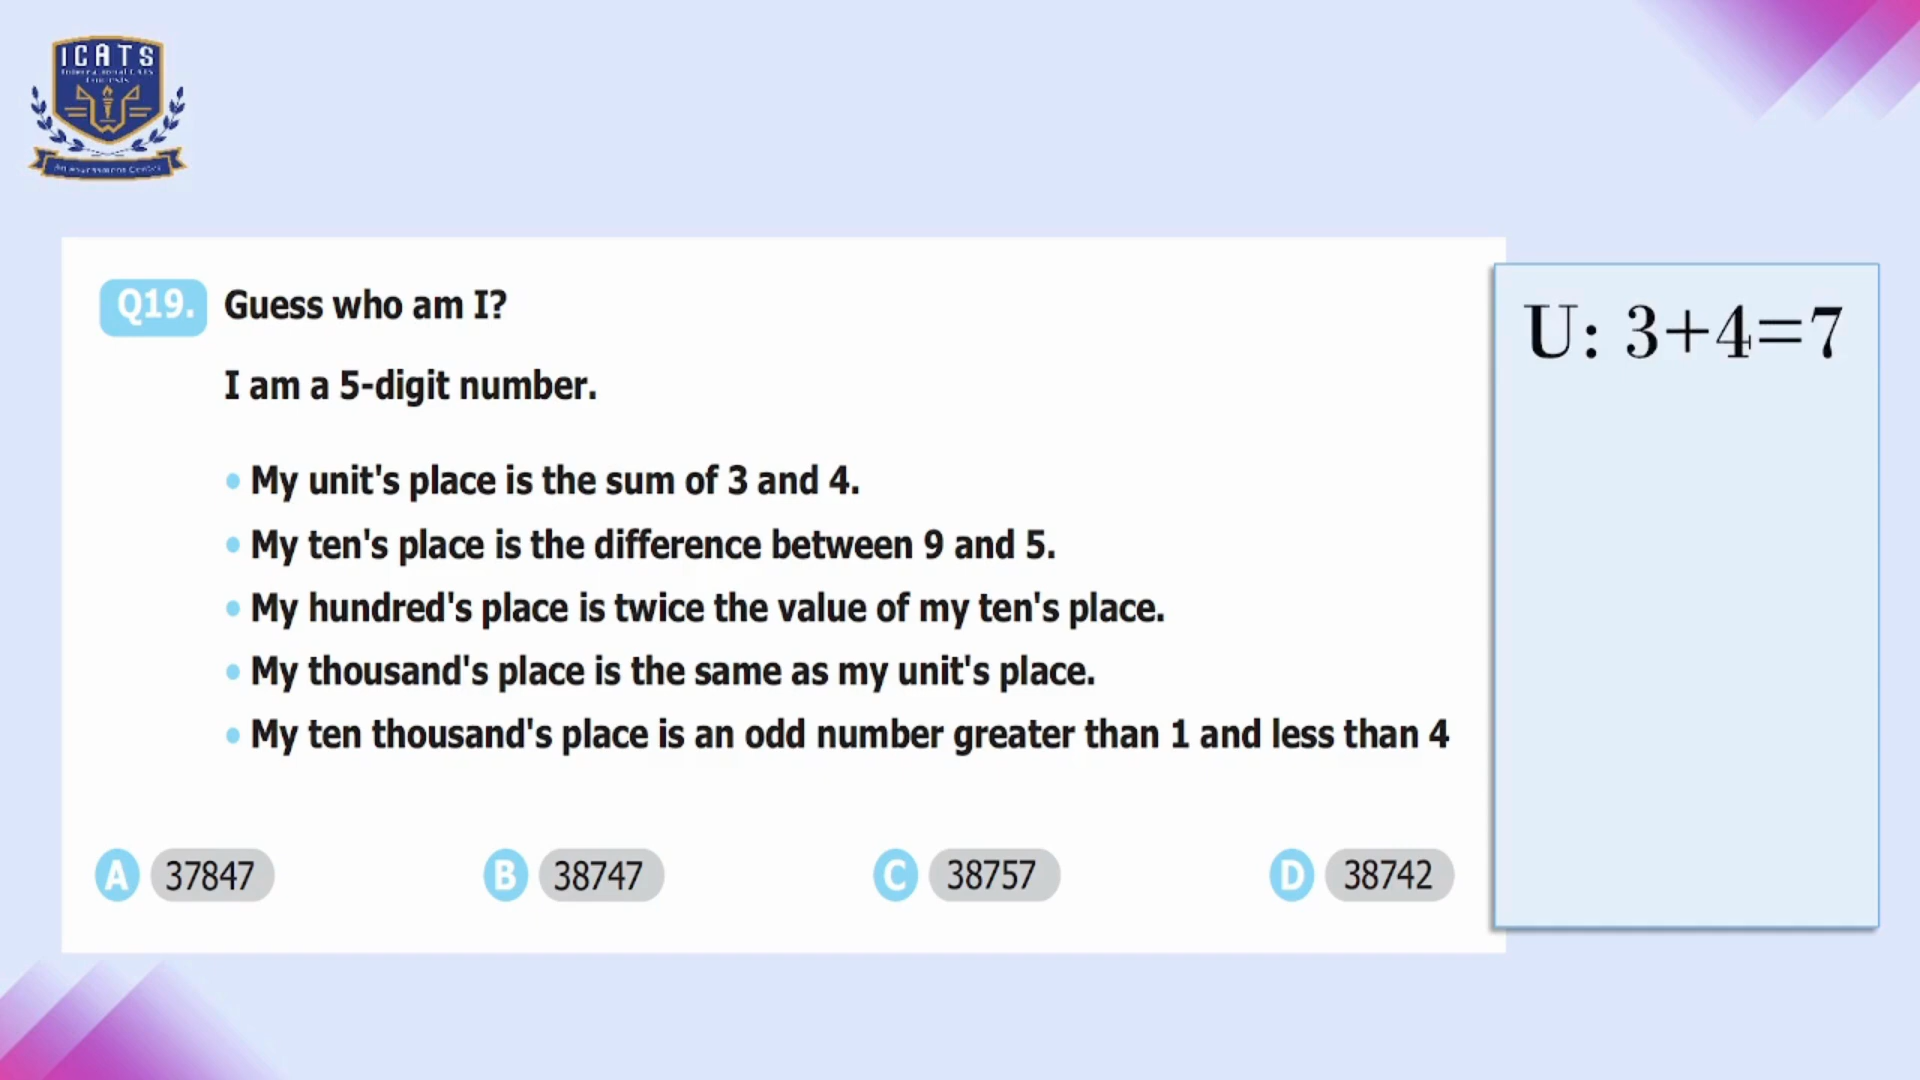 ICATS
Q19. Guess who am I?
I am a 5-digit number.
• My unit's place is the sum of 3 and 4.
• My ten's place is the difference between 9 and 5.
• My hundred's place is twice the value of my ten's place.
• My thousand's place is the same as my unit's place.
• My ten thousand's place is an odd number greater than 1 and less than 4
A 37847 B 38747 C 38757 D 38742
U: 3+4=7